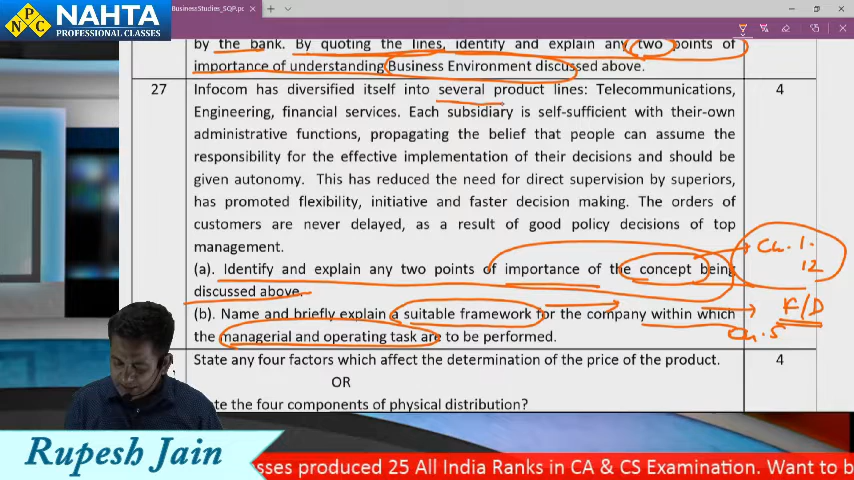 NPC NAHTA
PROFESSIONAL CLASSES
BusinessStudies_SQP.pc
by the bank. By quoting the lines, identify and explain any two points of
importance of understanding Business Environment discussed above.
27 Infocom has diversified itself into several product lines: Telecommunications, 4
Engineering, financial services. Each subsidiary is self-sufficient with their-own
administrative functions, propagating the belief that people can assume the
responsibility for the effective implementation of their decisions and should be
given autonomy. This has reduced the need for direct supervision by superiors,
has promoted flexibility, initiative and faster decision making. The orders of
customers are never delayed, as a result of good policy decisions of top
management.
Ch. 1.
12
(a). Identify and explain any two points of importance of the concept being
discussed above.
(b). Name and briefly explain a suitable framework for the company within which
F/D
the managerial and operating task are to be performed.
Ch. 5
State any four factors which affect the determination of the price of the product. 4
OR
te the four components of physical distribution?
Rupesh Jain
sses produced 25 All India Ranks in CA & CS Examination. Want to b